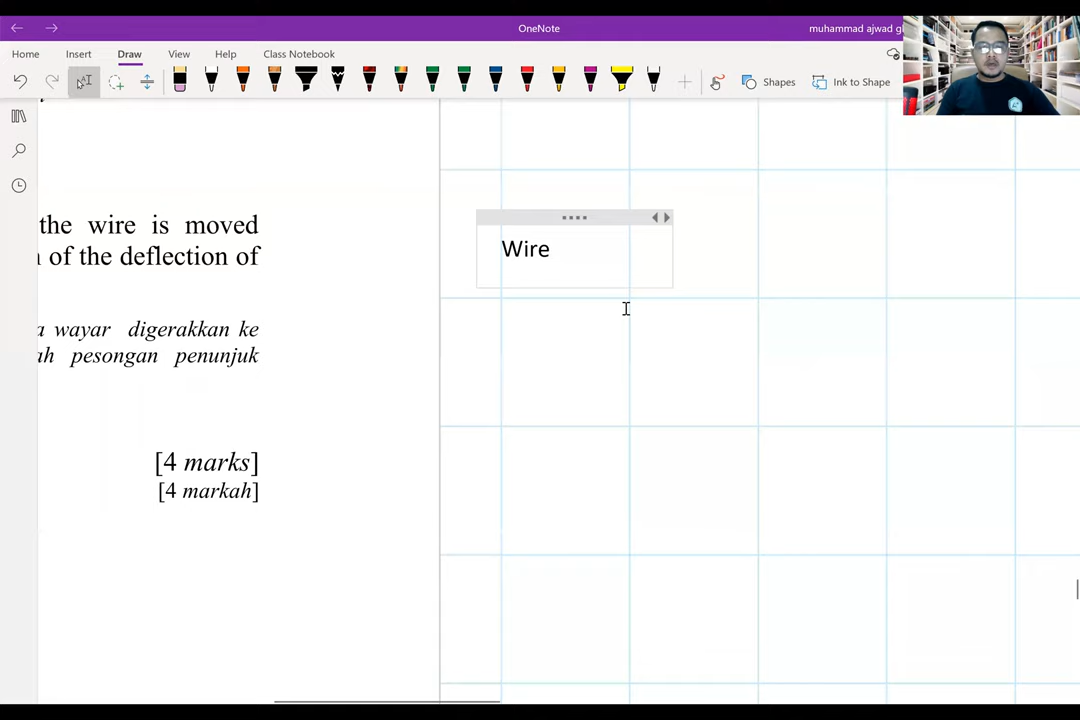 OneNote
muhammad ajwad g
Home Insert Draw View Help Class Notebook
Shapes
Ink to Shape
the wire is moved
of the deflection of
wayar digerakkan ke
ah pesongan penunjuk
[4 marks]
[4 markah]
Wire